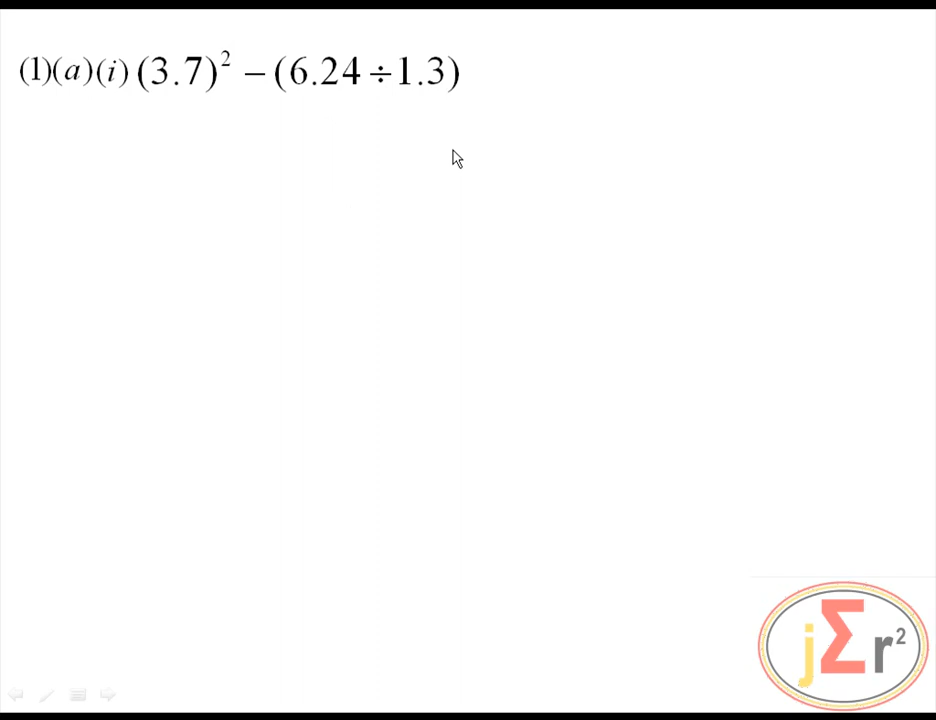 (1)(a)(i) (3.7)² − (6.24 ÷ 1.3)
jΣr²